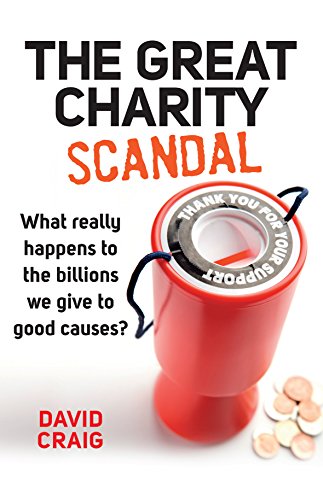 THE GREAT
CHARITY
SCANDAL
What really
happens to
the billions
we give to
good causes?
THANK YOU FOR YOUR SUPPORT
DAVID
CRAIG